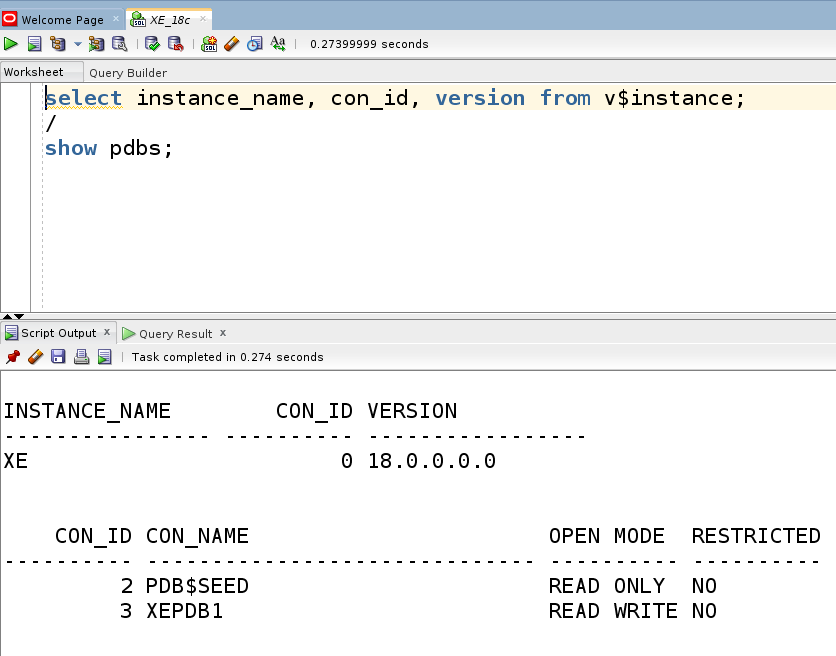 Welcome Page
XE_18c
0.27399999 seconds
Worksheet Query Builder
select instance_name, con_id, version from v$instance;
/
show pdbs;
Script Output x Query Result x
Task completed in 0.274 seconds
INSTANCE_NAME CON_ID VERSION
---------------- ---------- -----------------
XE 0 18.0.0.0.0
CON_ID CON_NAME OPEN MODE RESTRICTED
---------- ------------------------------ ---------- ----------
2 PDB$SEED READ ONLY NO
3 XEPDB1 READ WRITE NO